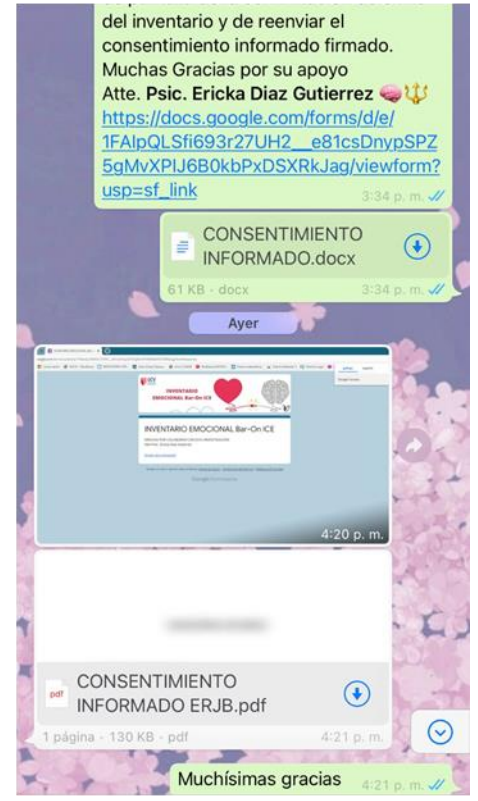 del inventario y de reenviar el
consentimiento informado firmado.
Muchas Gracias por su apoyo
Atte. Psic. Ericka Diaz Gutierrez 🧠🔱
https://docs.google.com/forms/d/e/
1FAIpQLSfi693r27UH2__e81csDnypSPZ
5gMvXPIJ6B0kbPxDSXRkJag/viewform?
usp=sf_link
3:34 p. m.
CONSENTIMIENTO
INFORMADO.docx
61 KB · docx
3:34 p. m.
Ayer
INVENTARIO
EMOCIONAL Bar-On ICE
INVENTARIO EMOCIONAL Bar-On ICE
4:20 p. m.
pdf
CONSENTIMIENTO
INFORMADO ERJB.pdf
1 página · 130 KB · pdf
4:21 p. m.
Muchísimas gracias
4:21 p. m.